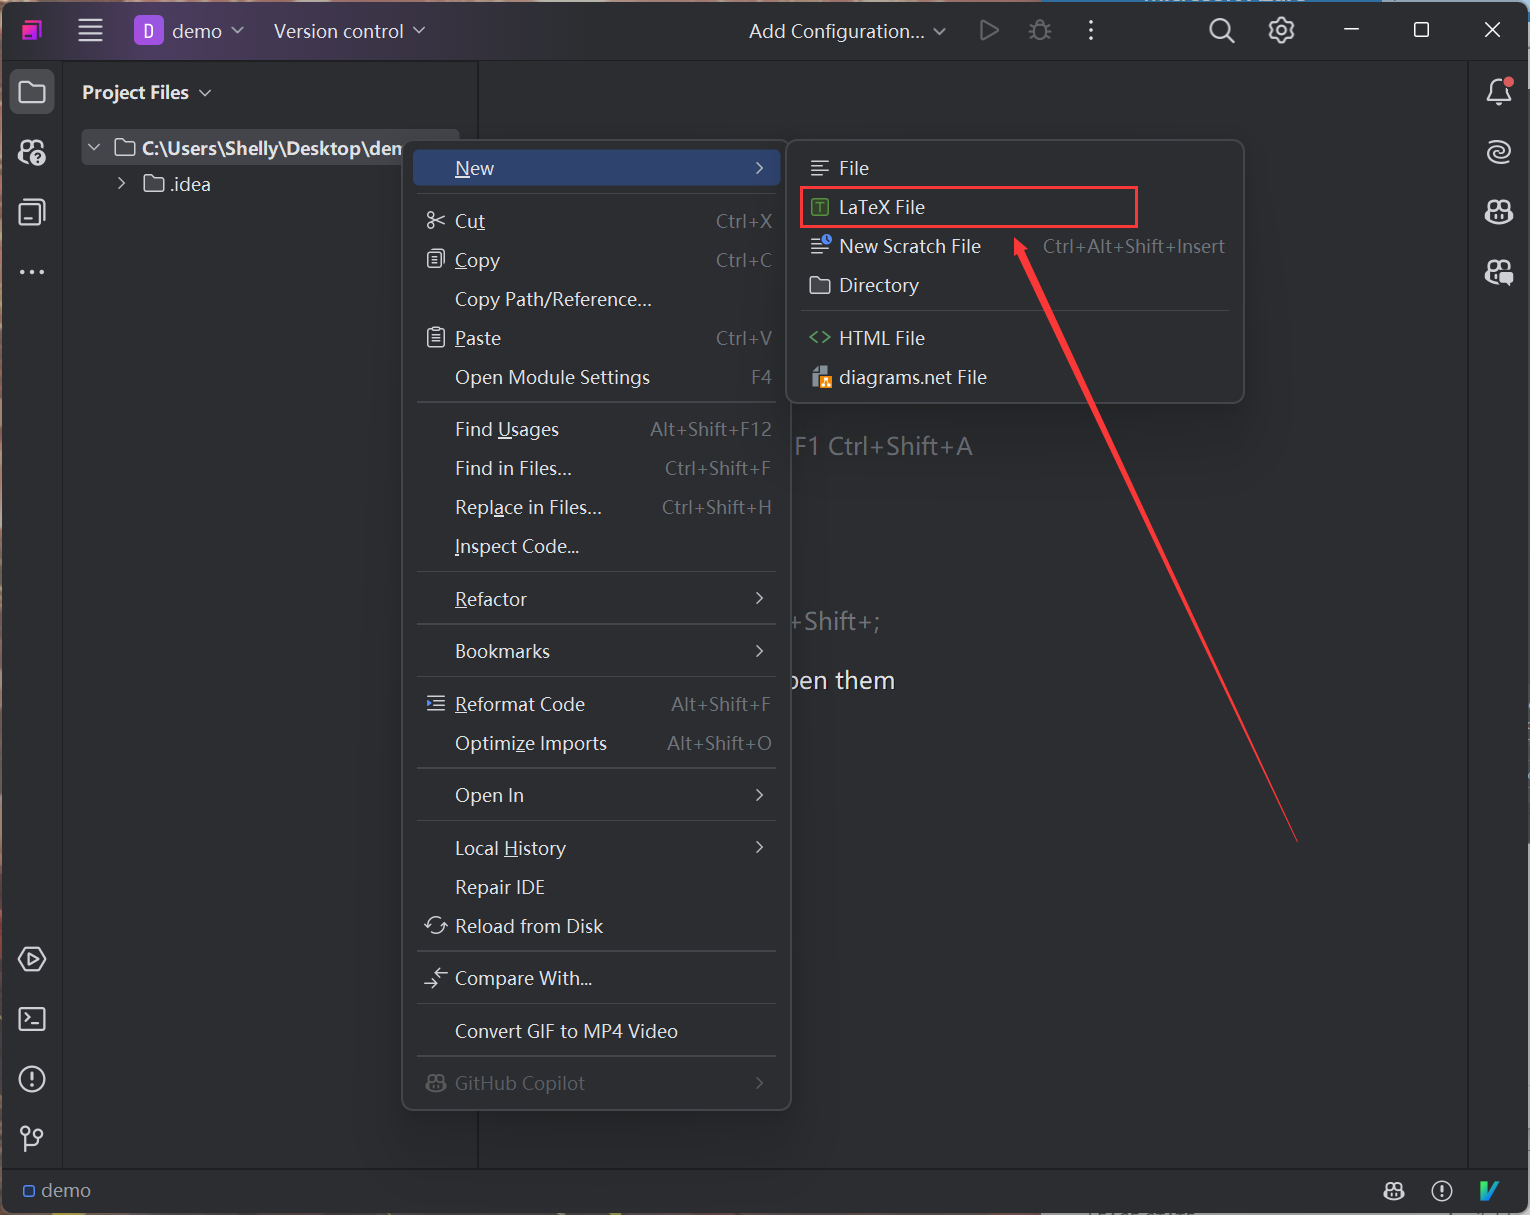 D demo Version control Add Configuration...
Project Files
C:\Users\Shelly\Desktop\
.idea
New
Cut Ctrl+X
Copy Ctrl+C
Copy Path/Reference...
Paste Ctrl+V
Open Module Settings F4
Find Usages Alt+Shift+F12
Find in Files... Ctrl+Shift+F
Replace in Files... Ctrl+Shift+H
Inspect Code...
Refactor
Bookmarks
Reformat Code Alt+Shift+F
Optimize Imports Alt+Shift+O
Open In
Local History
Repair IDE
Reload from Disk
Compare With...
Convert GIF to MP4 Video
GitHub Copilot
File
T LaTeX File
New Scratch File Ctrl+Alt+Shift+Insert
Directory
<> HTML File
diagrams.net File
F1 Ctrl+Shift+A
+Shift+;
pen them
demo